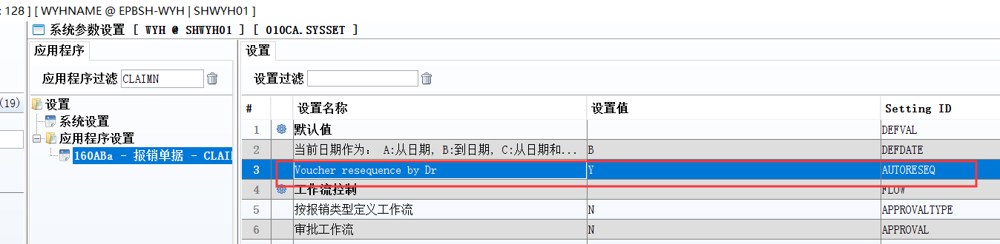 : 128 ] [ WYHNAME @ EPBSH-WYH | SHWYH01 ]
系统参数设置 [ WYH @ SHWYH01 ] [ 010CA.SYSSET ]
应用程序
设置
应用程序过滤 CLAIMN
设置过滤
(19)
设置
系统设置
应用程序设置
160ABa - 报销单据 - CLAI
# 设置名称 设置值 Setting ID
1 默认值 DEFVAL
2 当前日期作为: A:从日期, B:到日期, C:从日期和... B DEFDATE
3 Voucher resequence by Dr Y AUTORESEQ
4 工作流控制 FLOW
5 按报销类型定义工作流 N APPROVALTYPE
6 审批工作流 N APPROVAL